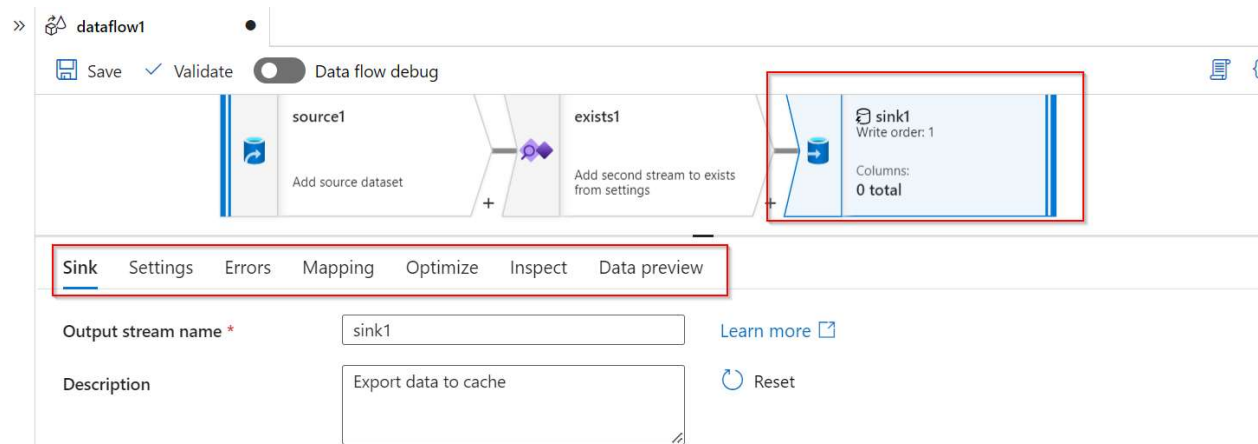 dataflow1
Save Validate Data flow debug
source1
Add source dataset
+
exists1
Add second stream to exists
from settings
+
sink1
Write order: 1
Columns:
0 total
Sink Settings Errors Mapping Optimize Inspect Data preview
Output stream name *
sink1
Learn more
Description
Export data to cache
Reset